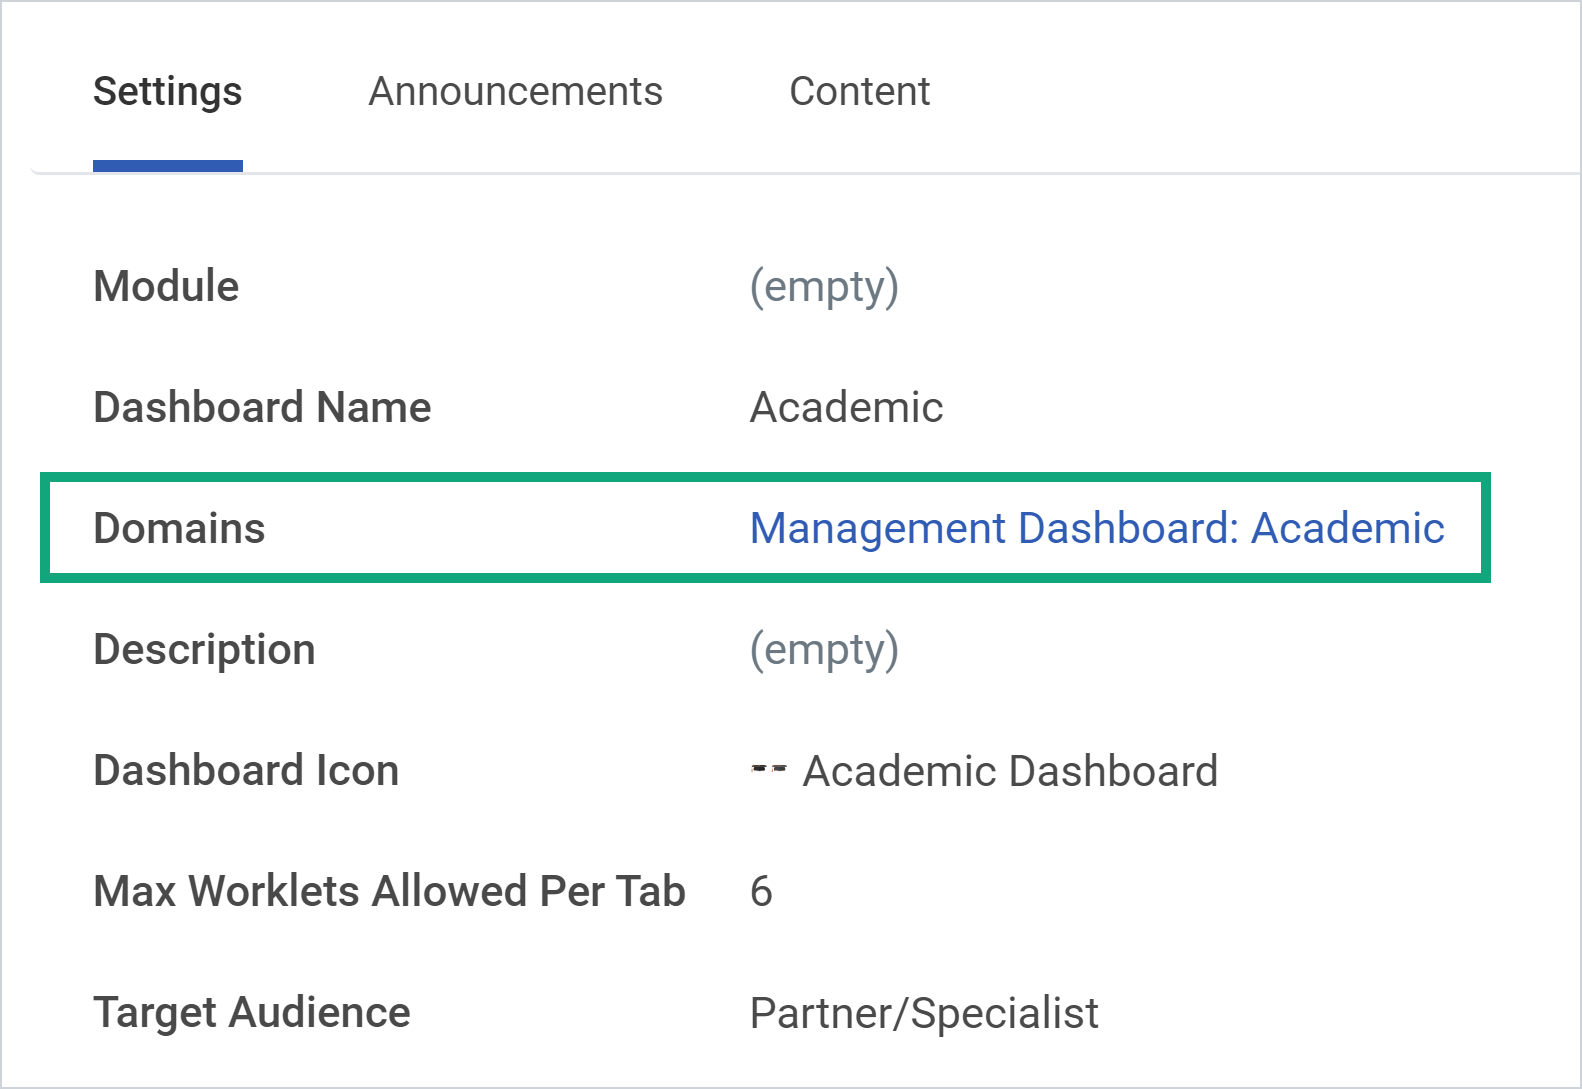 Settings Announcements Content
Module (empty)
Dashboard Name Academic
Domains Management Dashboard: Academic
Description (empty)
Dashboard Icon Academic Dashboard
Max Worklets Allowed Per Tab 6
Target Audience Partner/Specialist